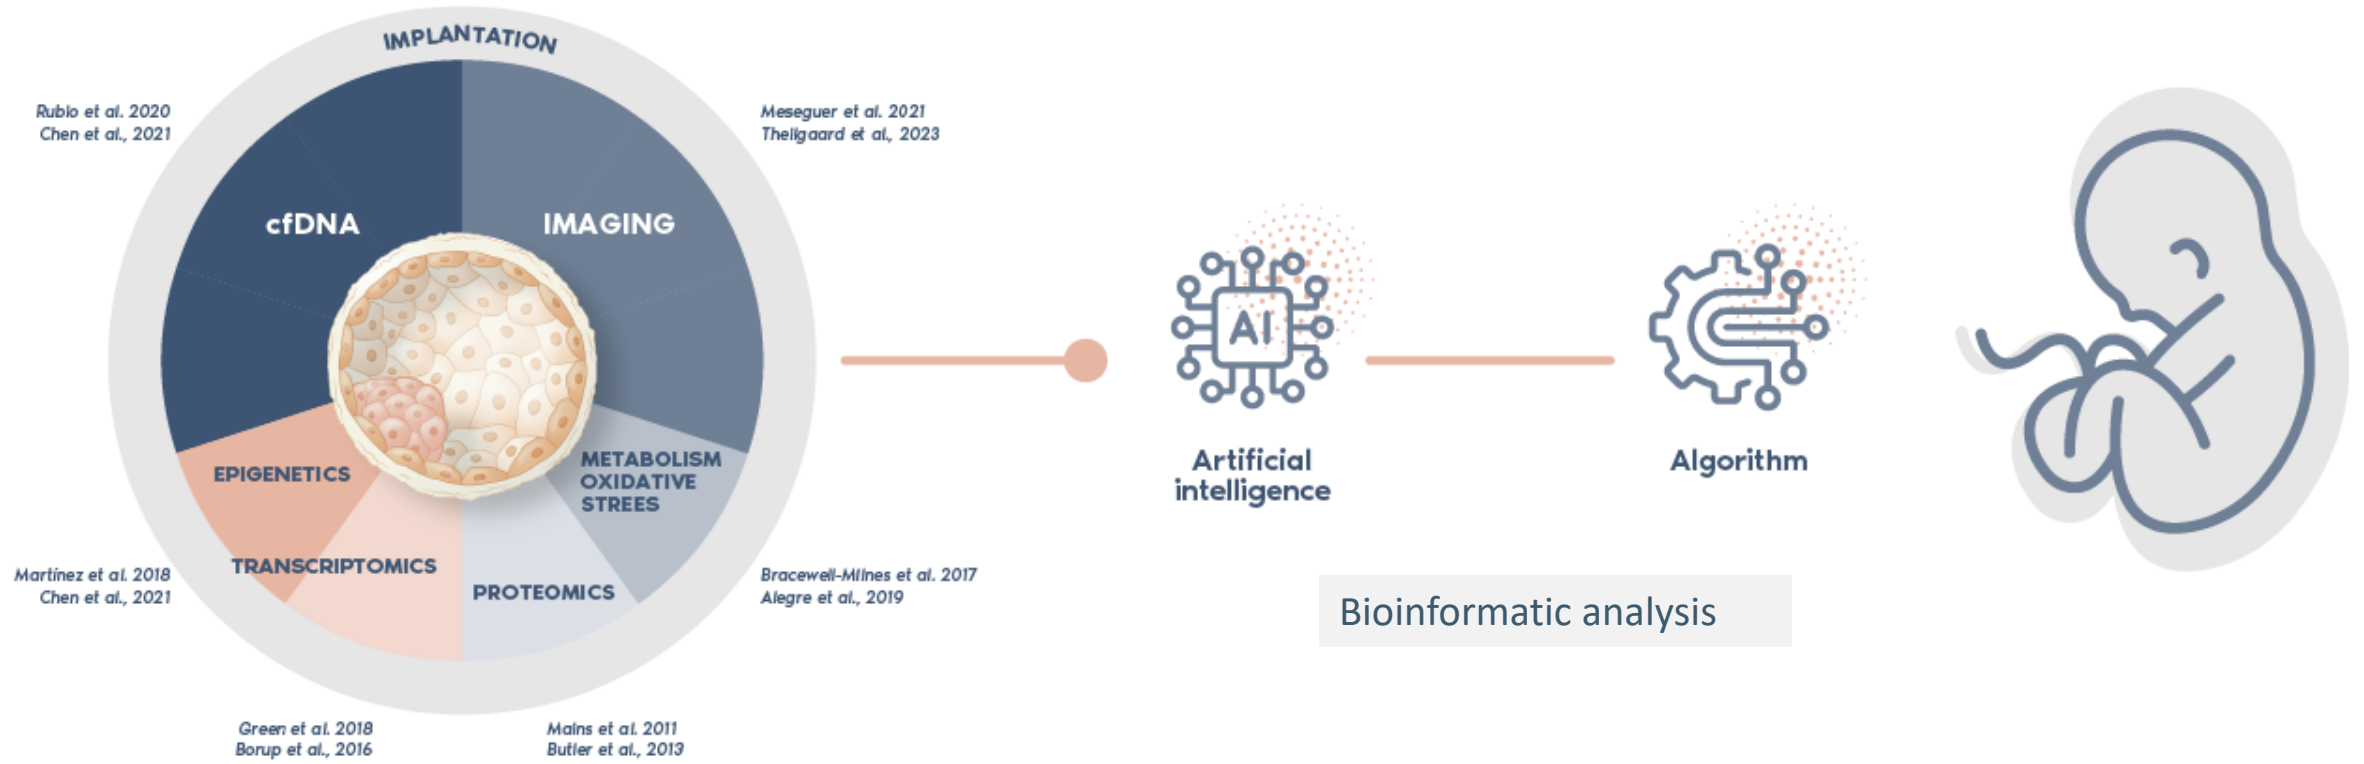 IMPLANTATION
Rubio et al. 2020
Chen et al., 2021
Meseguer et al. 2021
Theilgaard et al., 2023
cfDNA
IMAGING
AI
EPIGENETICS
METABOLISM
OXIDATIVE
STREES
TRANSCRIPTOMICS
PROTEOMICS
Martínez et al. 2018
Chen et al., 2021
Bracewell-Milnes et al. 2017
Alegre et al., 2019
Green et al. 2018
Borup et al., 2016
Mains et al. 2011
Butler et al., 2013
Artificial
intelligence
Algorithm
Bioinformatic analysis